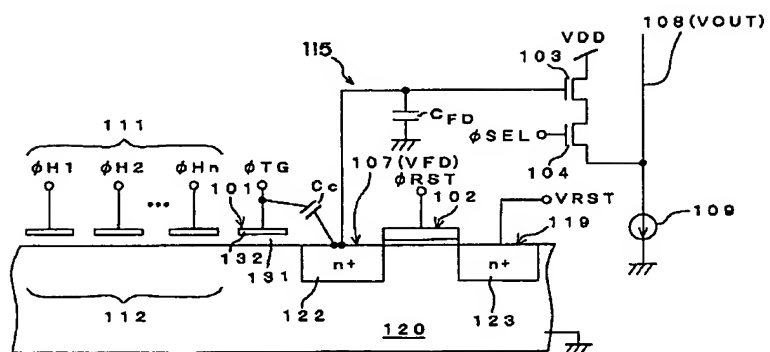 108(VOUT)
VDD
103
115
C_FD
φSEL
104
111
φH1 φH2 φHn
...
φTG
101
Cc
107(VFD)
φRST
102
VRST
119
109
132
131
n+
n+
112
122
120
123